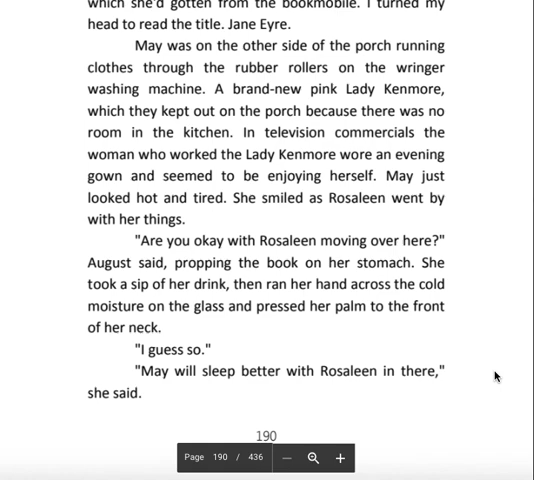 which she'd gotten from the bookmobile. I turned my
head to read the title. Jane Eyre.
May was on the other side of the porch running
clothes through the rubber rollers on the wringer
washing machine. A brand-new pink Lady Kenmore,
which they kept out on the porch because there was no
room in the kitchen. In television commercials the
woman who worked the Lady Kenmore wore an evening
gown and seemed to be enjoying herself. May just
looked hot and tired. She smiled as Rosaleen went by
with her things.
"Are you okay with Rosaleen moving over here?"
August said, propping the book on her stomach. She
took a sip of her drink, then ran her hand across the cold
moisture on the glass and pressed her palm to the front
of her neck.
"I guess so."
"May will sleep better with Rosaleen in there,"
she said.
190
Page 190 / 436